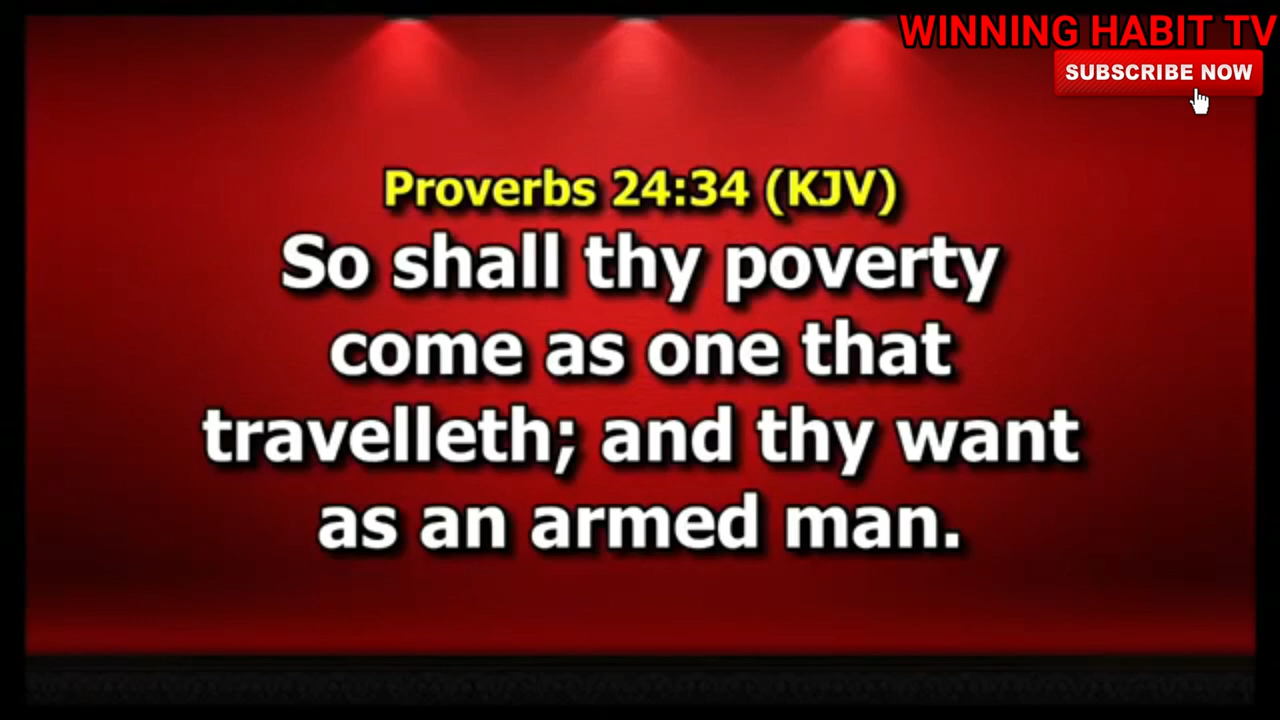 WINNING HABIT TV
SUBSCRIBE NOW
Proverbs 24:34 (KJV)
So shall thy poverty
come as one that
travelleth; and thy want
as an armed man.